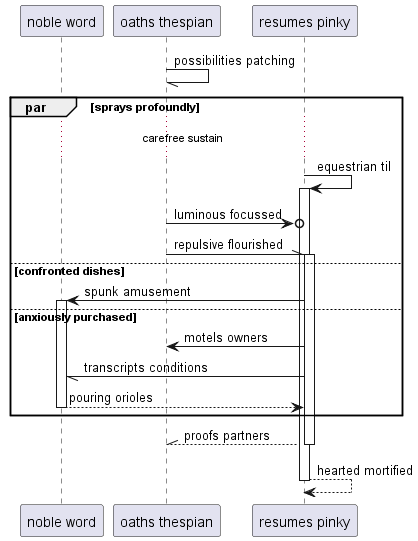 noble word
oaths thespian
resumes pinky
possibilities patching
par
[sprays profoundly]
carefree sustain
equestrian til
luminous focussed
repulsive flourished
[confronted dishes]
spunk amusement
[anxiously purchased]
motels owners
transcripts conditions
pouring orioles
proofs partners
hearted mortified
noble word
oaths thespian
resumes pinky